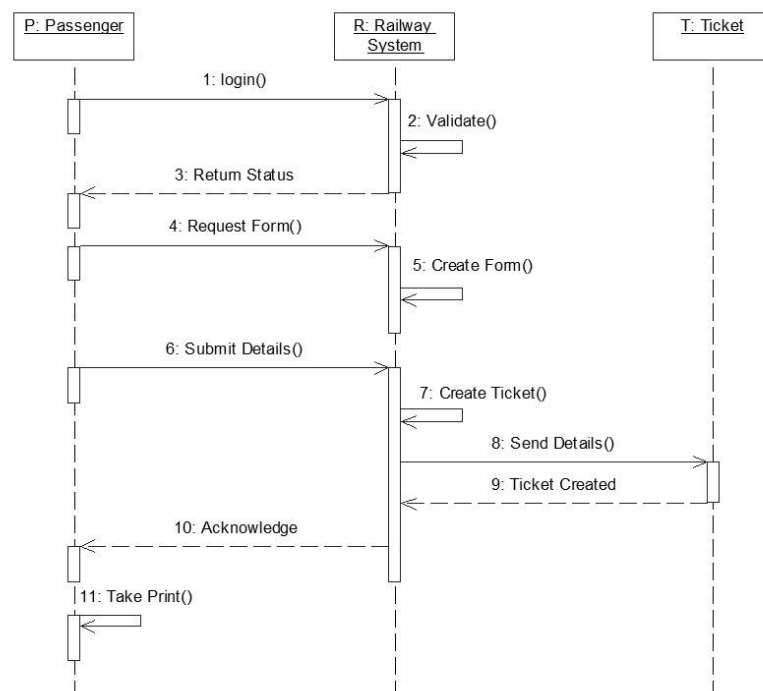 P: Passenger
R: Railway
System
T: Ticket
1: login()
2: Validate()
3: Return Status
4: Request Form()
5: Create Form()
6: Submit Details()
7: Create Ticket()
8: Send Details()
9: Ticket Created
10: Acknowledge
11: Take Print()